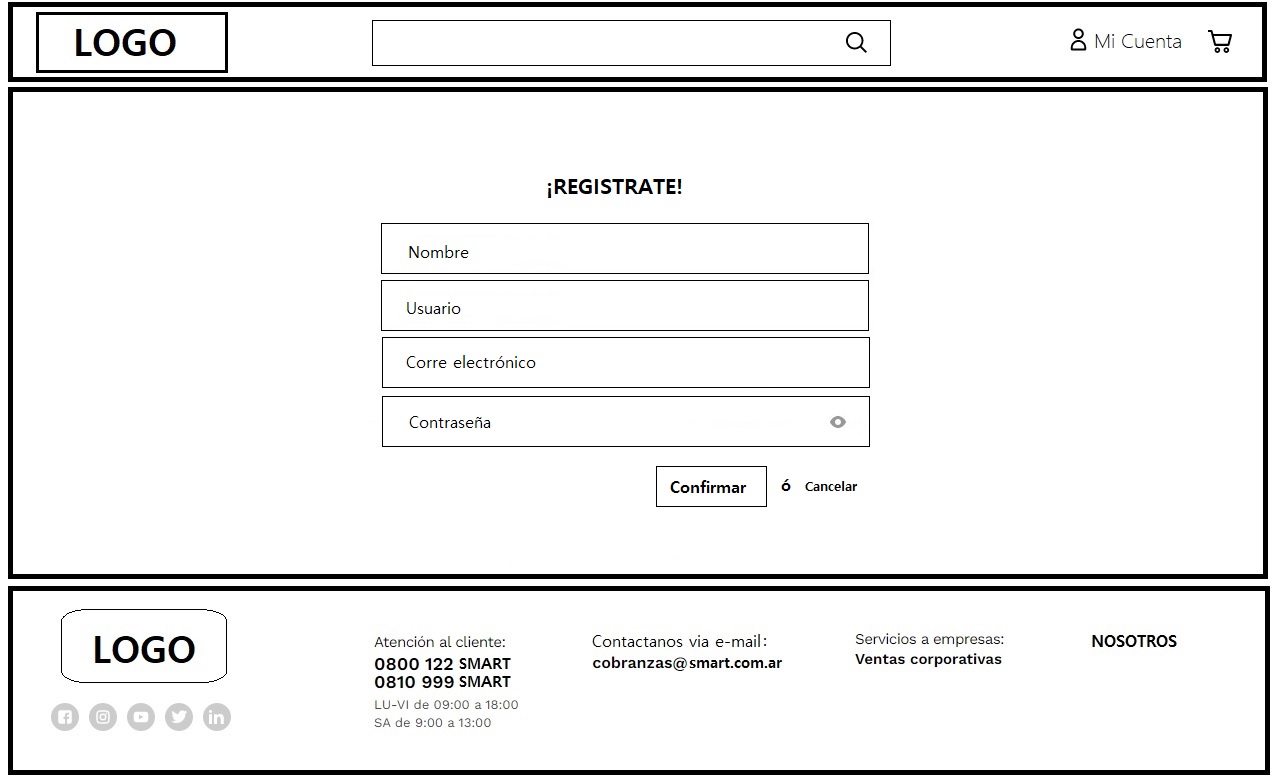 LOGO
Mi Cuenta
¡REGISTRATE!
Nombre
Usuario
Corre electrónico
Contraseña
Confirmar ó Cancelar
LOGO
Atención al cliente:
0800 122 SMART
0810 999 SMART
LU-VI de 09:00 a 18:00
SA de 9:00 a 13:00
Contactanos via e-mail:
cobranzas@smart.com.ar
Servicios a empresas:
Ventas corporativas
NOSOTROS